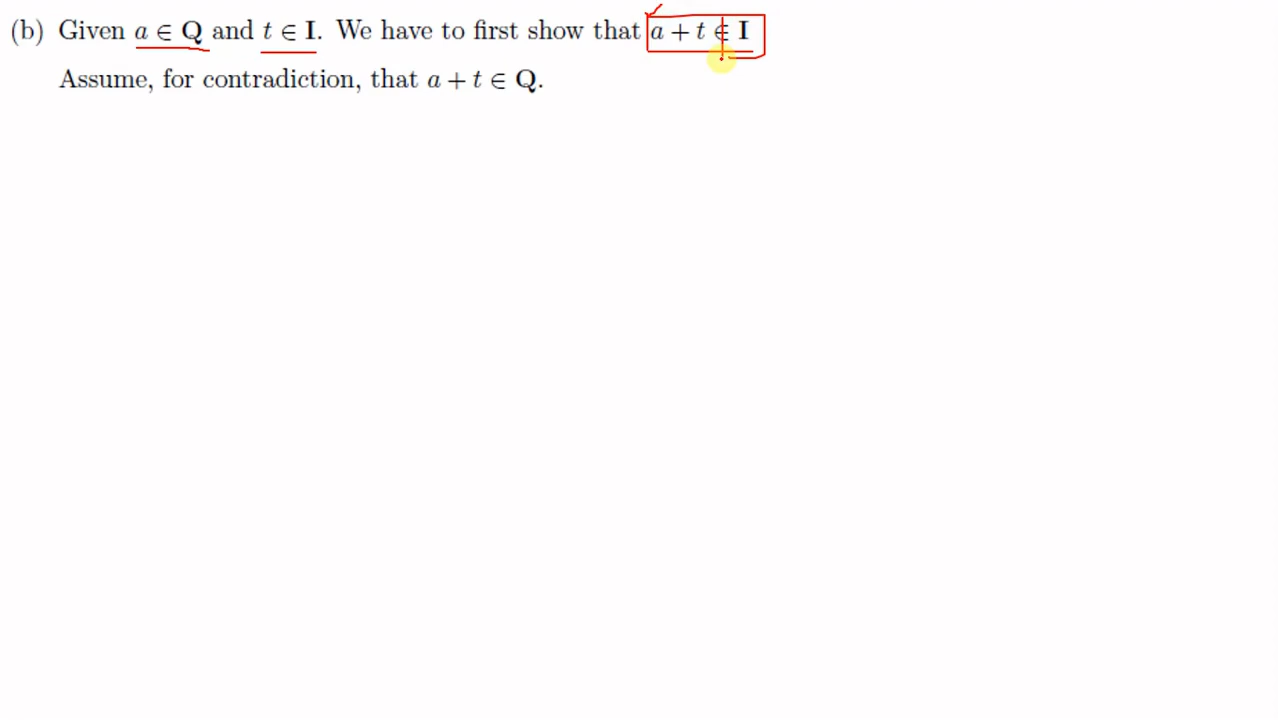 (b) Given a ∈ Q and t ∈ I. We have to first show that a + t ∈ I
Assume, for contradiction, that a + t ∈ Q.